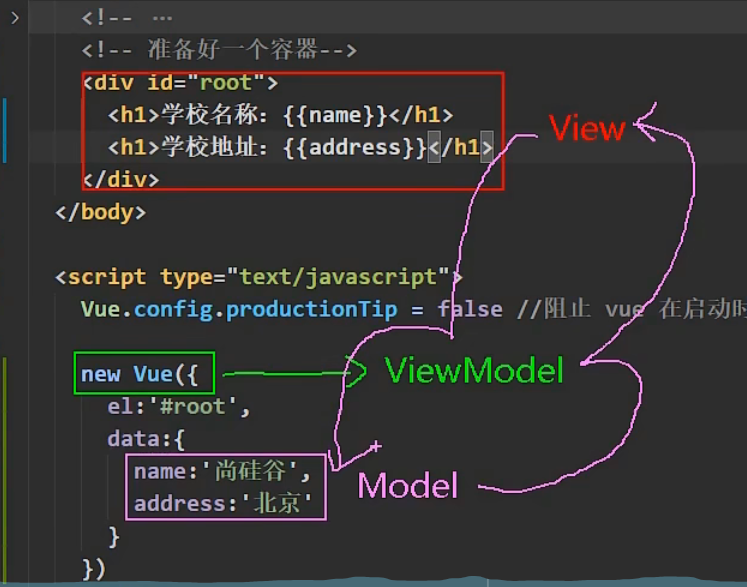 <!-- ⋯
<!-- 准备好一个容器-->
<div id="root">
<h1>学校名称: {{name}}</h1>
<h1>学校地址: {{address}}</h1>
View
</div>
</body>
<script type="text/javascript">
Vue.config.productionTip = false //阻止 vue 在启动时
new Vue({
ViewModel
el:'#root',
data:{
name:'尚硅谷',
Model
address:'北京'
}
})